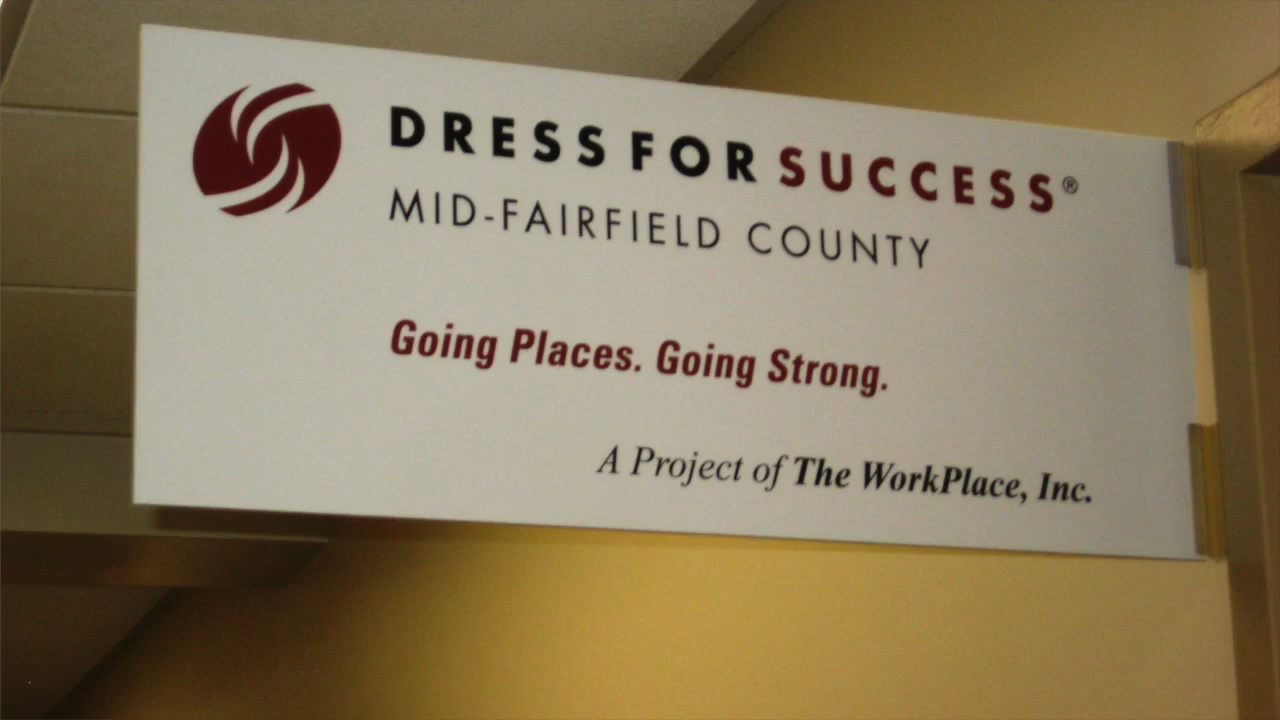 DRESS FOR SUCCESS®
MID-FAIRFIELD COUNTY
Going Places. Going Strong.
A Project of The WorkPlace, Inc.